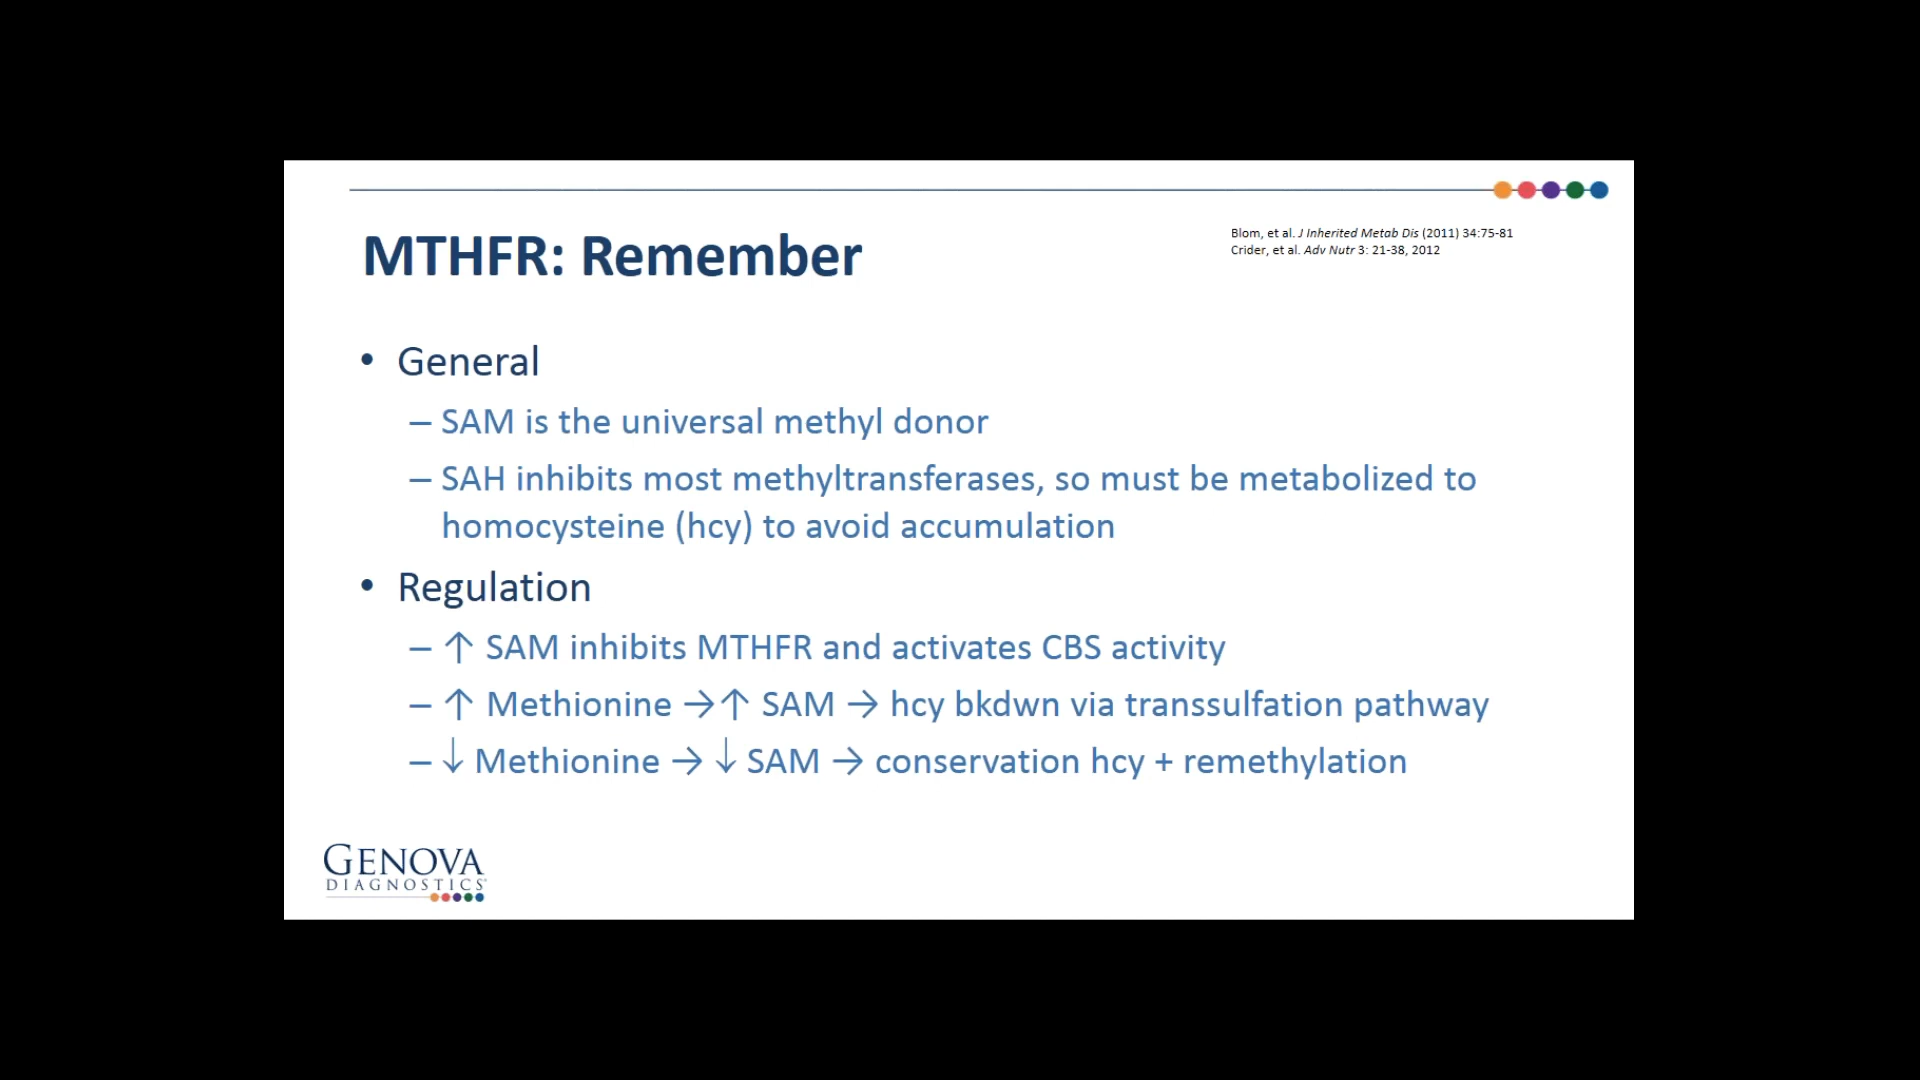 MTHFR: Remember
Blom, et al. J Inherited Metab Dis (2011) 34:75-81
Crider, et al. Adv Nutr 3: 21-38, 2012
• General
– SAM is the universal methyl donor
– SAH inhibits most methyltransferases, so must be metabolized to
homocysteine (hcy) to avoid accumulation
• Regulation
– ↑ SAM inhibits MTHFR and activates CBS activity
– ↑ Methionine →↑ SAM → hcy bkdwn via transsulfation pathway
– ↓ Methionine → ↓ SAM → conservation hcy + remethylation
GENOVA
DIAGNOSTICS